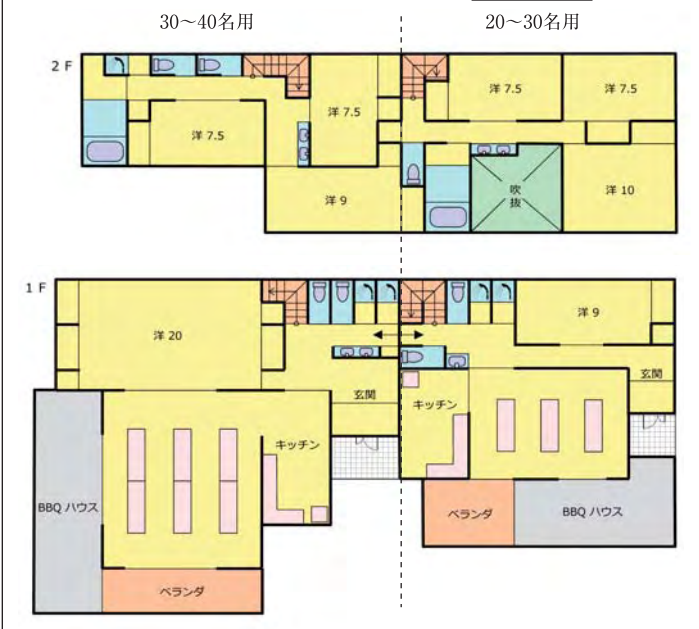 30〜40名用
20〜30名用
2F
洋 7.5
洋 7.5
洋 9
洋 7.5
洋 7.5
吹
抜
洋 10
1F
洋 20
玄関
キッチン
BBQ ハウス
ベランダ
洋 9
玄関
キッチン
ベランダ
BBQ ハウス